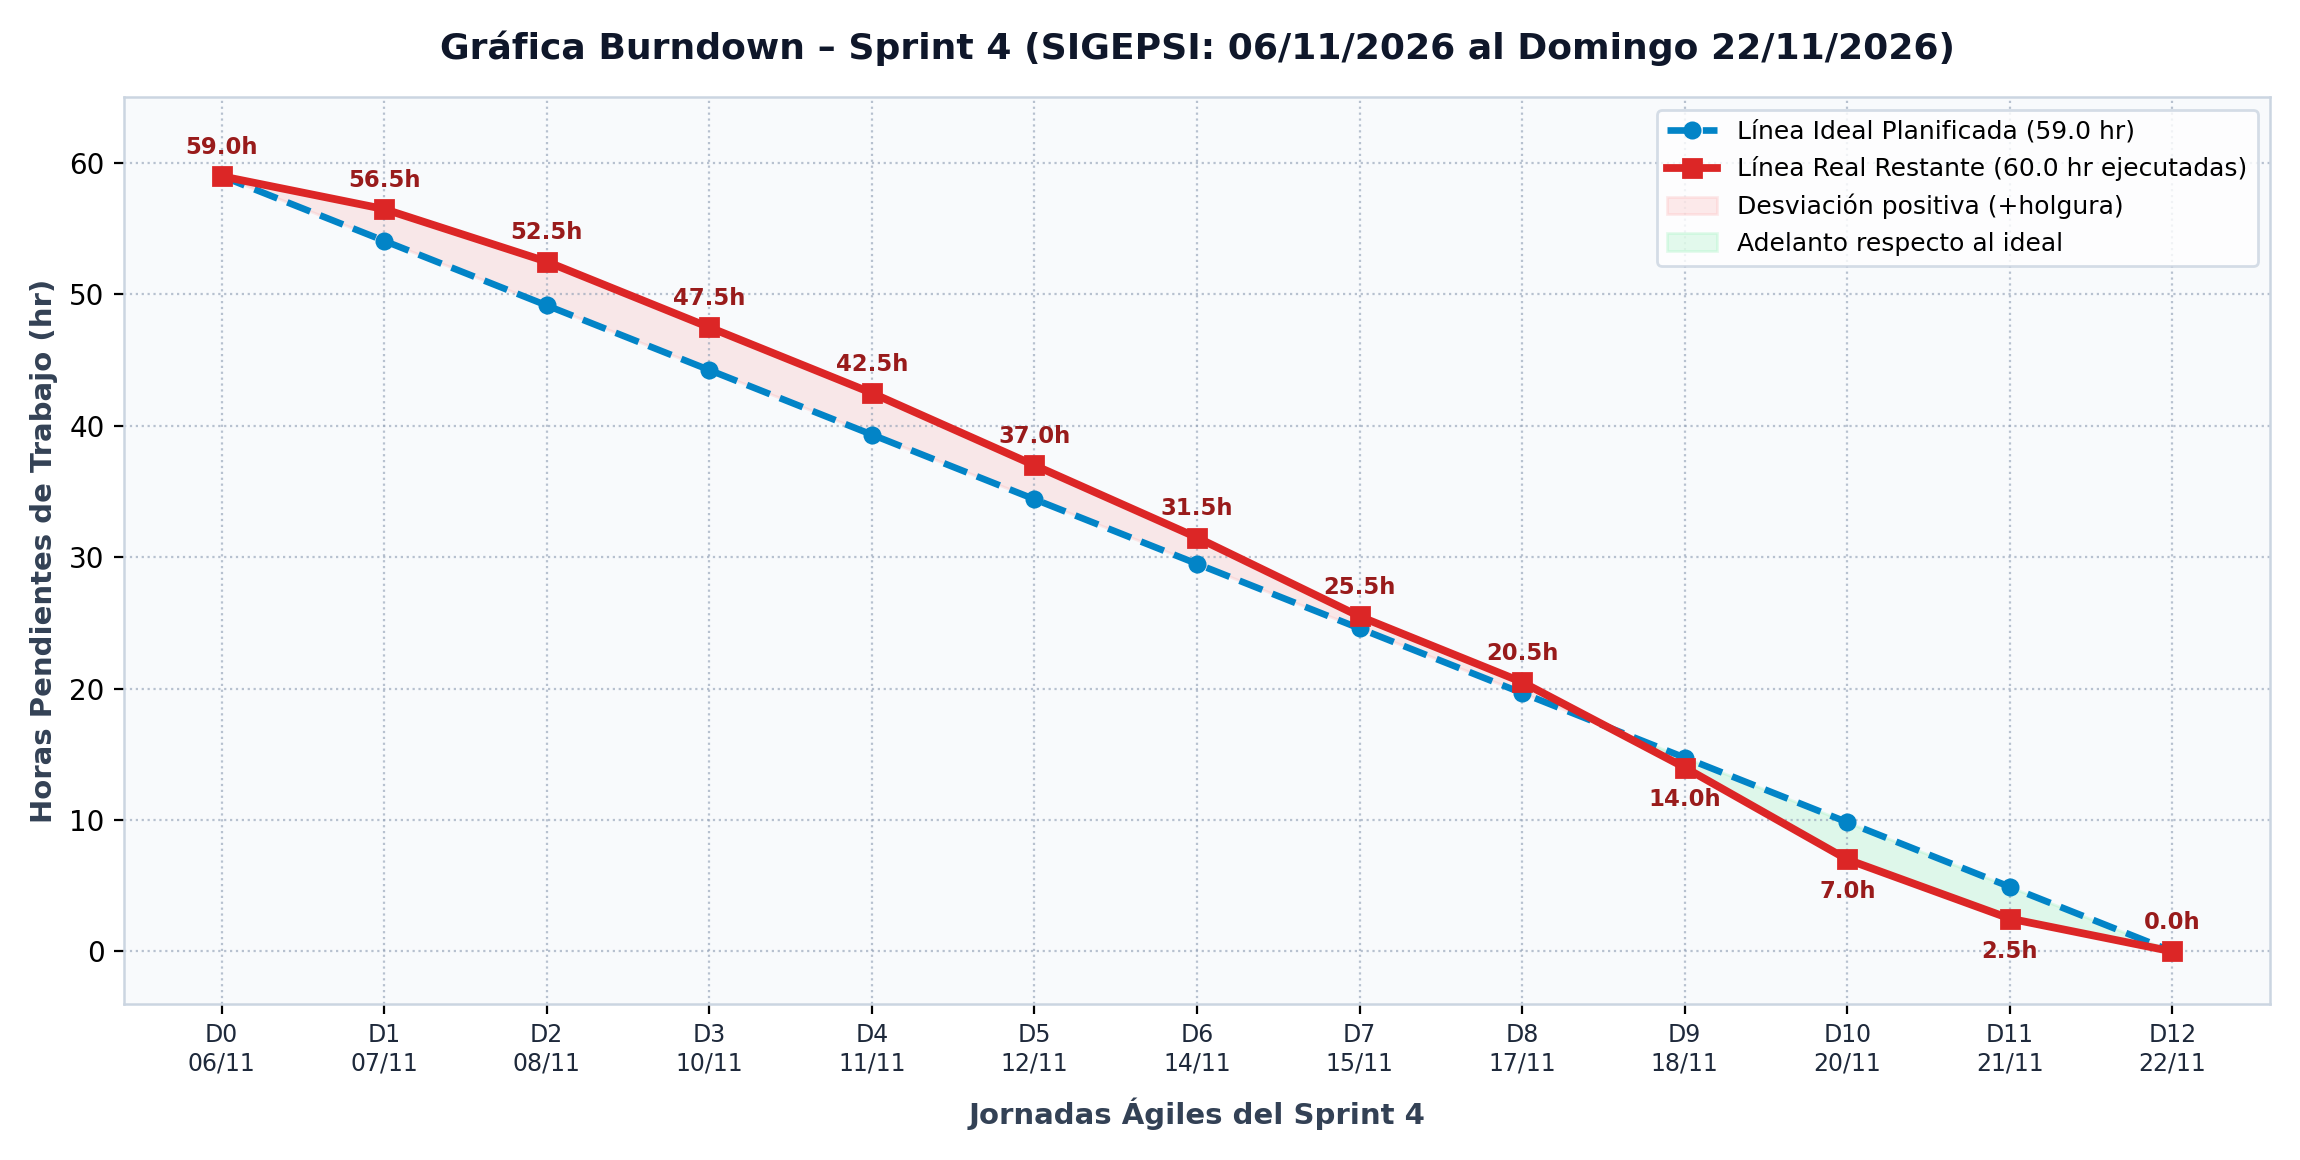 Gráfica Burndown – Sprint 4 (SIGEPSI: 06/11/2026 al Domingo 22/11/2026)
Línea Ideal Planificada (59.0 hr)
Línea Real Restante (60.0 hr ejecutadas)
Desviación positiva (+holgura)
Adelanto respecto al ideal
Horas Pendientes de Trabajo (hr)
60
50
40
30
20
10
0
59.0h
56.5h
52.5h
47.5h
42.5h
37.0h
31.5h
25.5h
20.5h
14.0h
7.0h
2.5h
0.0h
D0 D1 D2 D3 D4 D5 D6 D7 D8 D9 D10 D11 D12
06/11 07/11 08/11 10/11 11/11 12/11 14/11 15/11 17/11 18/11 20/11 21/11 22/11
Jornadas Ágiles del Sprint 4